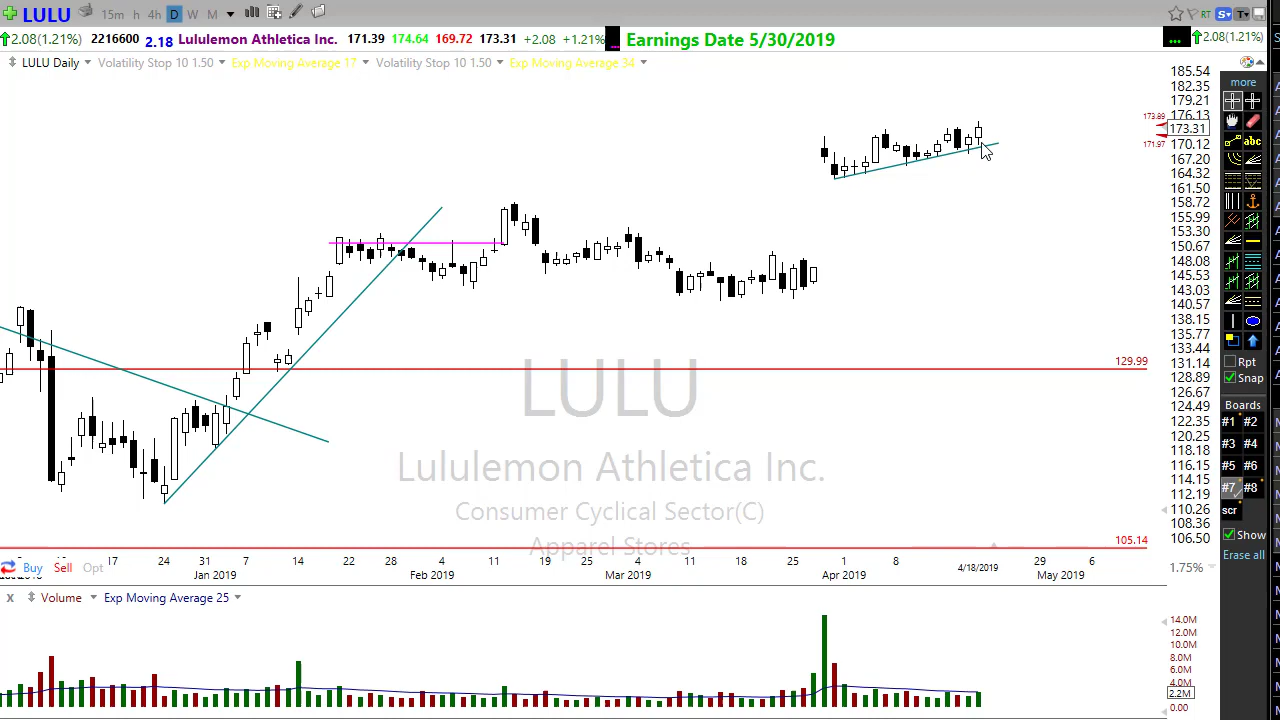 LULU 15m h 4h D W M RT S T
2.08(1.21%) 2216600 2.18 Lululemon Athletica Inc. 171.39 174.64 169.72 173.31 +2.08 +1.21% Earnings Date 5/30/2019 ... 2.08(1.21%)
LULU Daily Volatility Stop 10 1.50 Exp Moving Average 17 Volatility Stop 10 1.50 Exp Moving Average 34
185.54
182.35
179.21
176.13
173.89
173.31
171.97
170.12
167.20
164.32
161.50
158.72
155.99
153.30
150.67
148.08
145.53
143.03
140.57
138.15
135.77
133.44
129.99
131.14
128.89
126.67
124.49
122.35
120.25
118.18
116.15
114.15
112.19
110.26
108.36
105.14
106.50
more
abc
Rpt
Snap
Boards
#1 #2
#3 #4
#5 #6
#7 #8
scr
Show
Erase all
LULU
Lululemon Athletica Inc.
Consumer Cyclical Sector(C)
Apparel Stores
17 24 31 7 14 22 28 4 11 19 25 4 11 18 25 1 8 4/18/2019 29 6
Jan 2019 Feb 2019 Mar 2019 Apr 2019 May 2019
Buy Sell Opt
1.75%
x Volume Exp Moving Average 25
14.0M
12.0M
10.0M
8.0M
6.0M
4.0M
2.2M
0.00